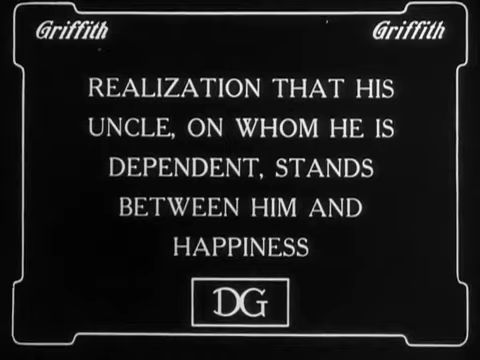 Griffith Griffith
REALIZATION THAT HIS
UNCLE, ON WHOM HE IS
DEPENDENT, STANDS
BETWEEN HIM AND
HAPPINESS
DG